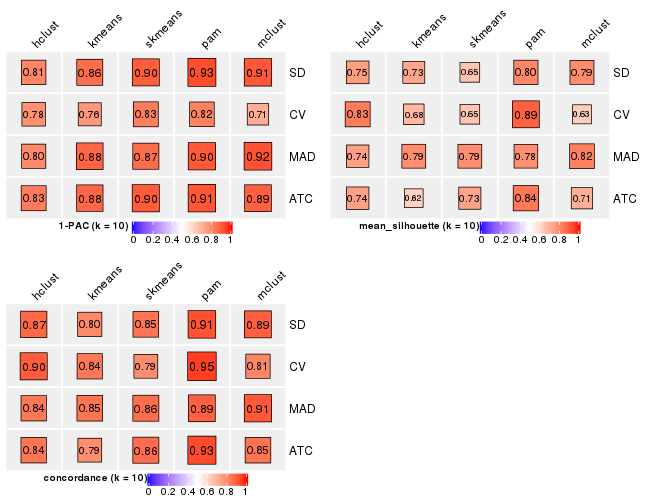 hclust kmeans skmeans pam mclust
0.81 0.86 0.90 0.93 0.91 SD
0.78 0.76 0.83 0.82 0.71 CV
0.80 0.88 0.87 0.90 0.92 MAD
0.83 0.88 0.90 0.91 0.89 ATC
1-PAC (k = 10)
0 0.2 0.4 0.6 0.8 1
hclust kmeans skmeans pam mclust
0.75 0.73 0.65 0.80 0.79 SD
0.83 0.68 0.65 0.89 0.63 CV
0.74 0.79 0.79 0.78 0.82 MAD
0.74 0.62 0.73 0.84 0.71 ATC
mean_silhouette (k = 10)
0 0.2 0.4 0.6 0.8 1
hclust kmeans skmeans pam mclust
0.87 0.80 0.85 0.91 0.89 SD
0.90 0.84 0.79 0.95 0.81 CV
0.84 0.85 0.86 0.89 0.91 MAD
0.84 0.79 0.86 0.93 0.85 ATC
concordance (k = 10)
0 0.2 0.4 0.6 0.8 1